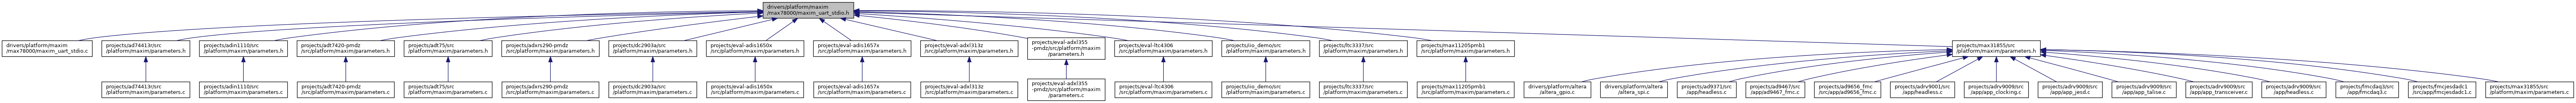 drivers/platform/maxim
/max78000/maxim_uart_stdio.h
drivers/platform/maxim
/max78000/maxim_uart_stdio.c
projects/ad74413r/src
/platform/maxim/parameters.h
projects/adin1110/src
/platform/maxim/parameters.h
projects/adt7420-pmdz
/src/platform/maxim/parameters.h
projects/adt75/src
/platform/maxim/parameters.h
projects/adxrs290-pmdz
/src/platform/maxim/parameters.h
projects/dc2903a/src
/platform/maxim/parameters.h
projects/eval-adis1650x
/src/platform/maxim/parameters.h
projects/eval-adis1657x
/src/platform/maxim/parameters.h
projects/eval-adxl313z
/src/platform/maxim/parameters.h
projects/eval-adxl355
-pmdz/src/platform/maxim
/parameters.h
projects/eval-ltc4306
/src/platform/maxim/parameters.h
projects/iio_demo/src
/platform/maxim/parameters.h
projects/ltc3337/src
/platform/maxim/parameters.h
projects/max11205pmb1
/src/platform/maxim/parameters.h
projects/max31855/src
/platform/maxim/parameters.h
projects/ad74413r/src
/platform/maxim/parameters.c
projects/adin1110/src
/platform/maxim/parameters.c
projects/adt7420-pmdz
/src/platform/maxim/parameters.c
projects/adt75/src
/platform/maxim/parameters.c
projects/adxrs290-pmdz
/src/platform/maxim/parameters.c
projects/dc2903a/src
/platform/maxim/parameters.c
projects/eval-adis1650x
/src/platform/maxim/parameters.c
projects/eval-adis1657x
/src/platform/maxim/parameters.c
projects/eval-adxl313z
/src/platform/maxim/parameters.c
projects/eval-adxl355
-pmdz/src/platform/maxim
/parameters.c
projects/eval-ltc4306
/src/platform/maxim/parameters.c
projects/iio_demo/src
/platform/maxim/parameters.c
projects/ltc3337/src
/platform/maxim/parameters.c
projects/max11205pmb1
/src/platform/maxim/parameters.c
drivers/platform/altera
/altera_gpio.c
drivers/platform/altera
/altera_spi.c
projects/ad9371/src
/app/headless.c
projects/ad9467/src
/app/ad9467_fmc.c
projects/ad9656_fmc
/src/app/ad9656_fmc.c
projects/adrv9001/src
/app/headless.c
projects/adrv9009/src
/app/app_clocking.c
projects/adrv9009/src
/app/app_jesd.c
projects/adrv9009/src
/app/app_talise.c
projects/adrv9009/src
/app/app_transceiver.c
projects/adrv9009/src
/app/headless.c
projects/fmcdaq3/src
/app/fmcdaq3.c
projects/fmcjesdadc1
/src/app/fmcjesdadc1.c
projects/max31855/src
/platform/maxim/parameters.c